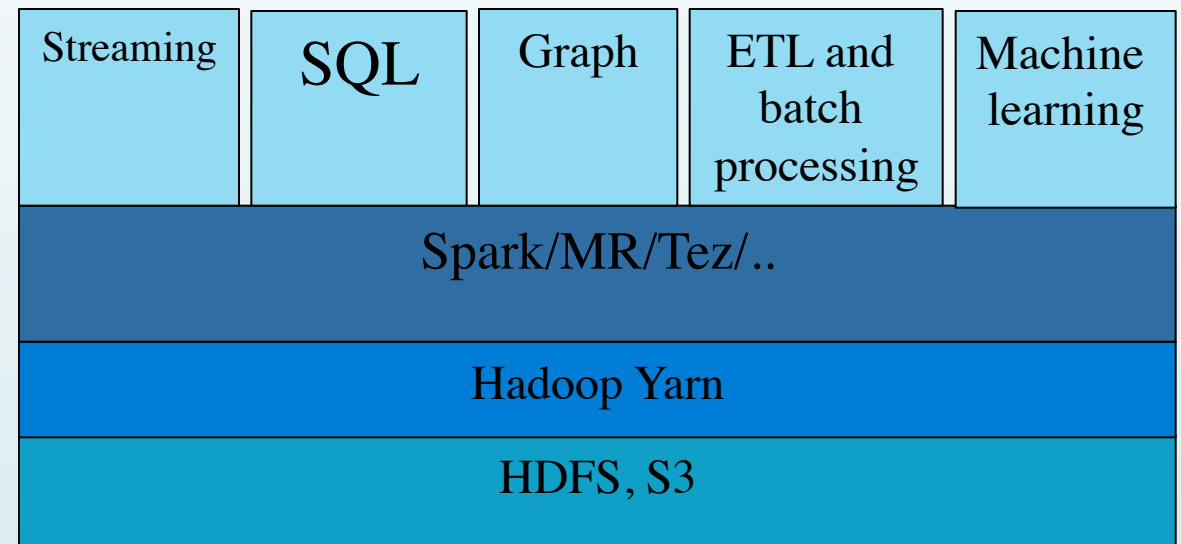 Streaming
SQL
Graph
ETL and
batch
processing
Machine
learning
Spark/MR/Tez/..
Hadoop Yarn
HDFS, S3